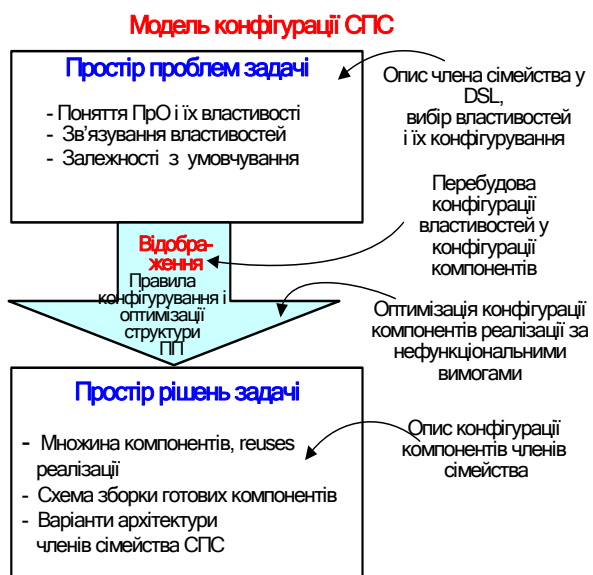 Модель конфігурації СПС
Простір проблем задачі
- Поняття ПрО і їх властивості
- Зв'язування властивостей
- Залежності з умовчування
Опис члена сімейства у
DSL,
вибір властивостей
і їх конфігурування
Перебудова
конфігурації
властивостей у
конфігурації
компонентів
Відобра-
ження
Правила
конфігурування і
оптимізації
структури
ПП
Оптимізація конфігурації
компонентів реалізації за
нефункціональними
вимогами
Простір рішень задачі
- Множина компонентів, reuses
реалізації
- Схема зборки готових компонентів
- Варіанти архітектури
членів сімейства СПС
Опис конфігурації
компонентів членів
сімейства